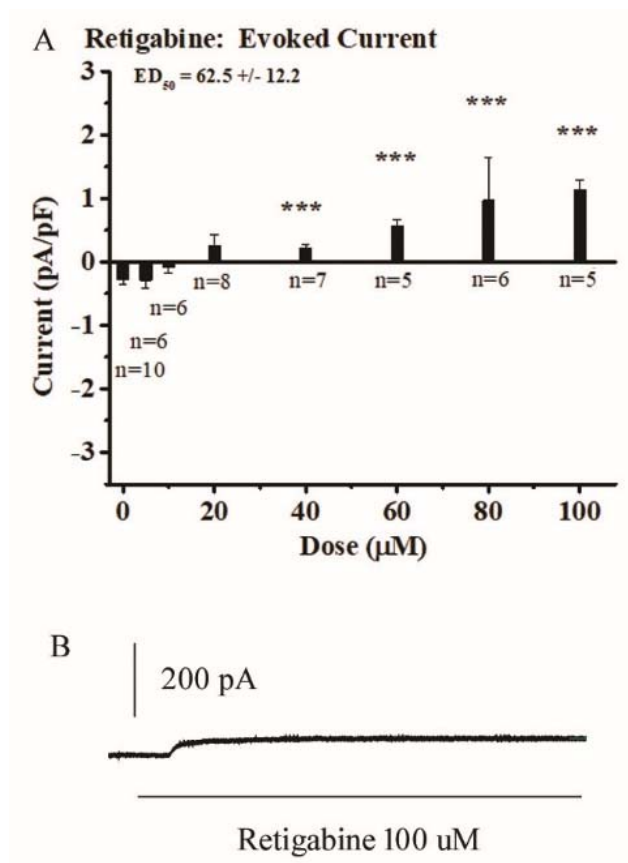 A Retigabine: Evoked Current
ED50 = 62.5 +/- 12.2
3
2
1
0
-1
-2
-3
Current (pA/pF)
***
***
***
***
n=10
n=6
n=6
n=8
n=7
n=5
n=6
n=5
0 20 40 60 80 100
Dose (μM)
B
200 pA
Retigabine 100 uM